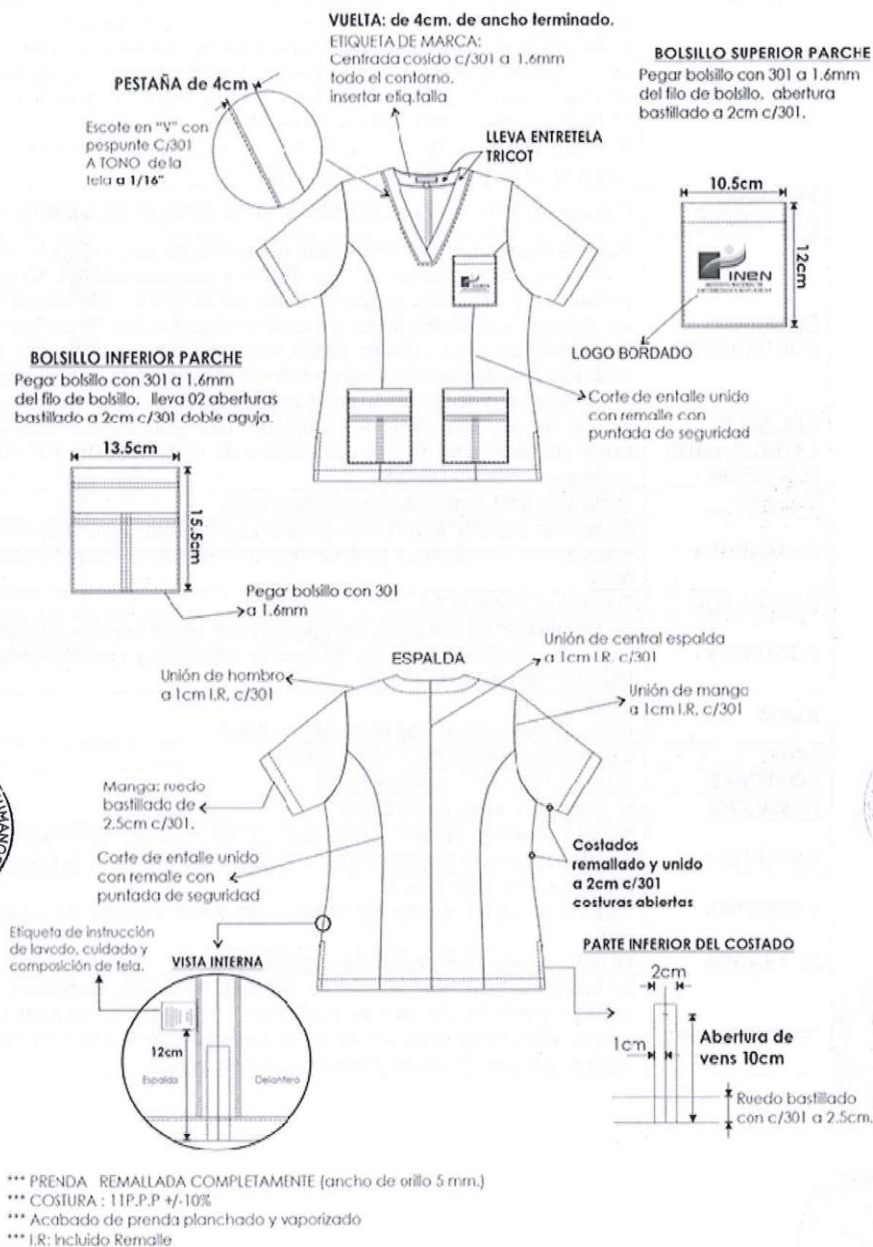 VUELTA: de 4cm. de ancho terminado.
ETIQUETA DE MARCA:
Centrada cosido c/301 a 1.6mm
todo el contorno.
insertar etiq.talla
BOLSILLO SUPERIOR PARCHE
Pegar bolsillo con 301 a 1.6mm
del filo de bolsillo. abertura
bastillado a 2cm c/301.
PESTAÑA de 4cm
Escote en "V" con
pespunte C/301
A TONO de la
tela a 1/16"
LLEVA ENTRETELA
TRICOT
10.5cm
12cm
INEN
LOGO BORDADO
BOLSILLO INFERIOR PARCHE
Pegar bolsillo con 301 a 1.6mm
del filo de bolsillo. lleva 02 aberturas
bastillado a 2cm c/301 doble aguja.
13.5cm
15.5cm
Corte de entalle unido
con remalle con
puntada de seguridad
Pegar bolsillo con 301
a 1.6mm
ESPALDA
Unión de hombro
a 1cm I.R, c/301
Unión de central espalda
a 1cm I.R. c/301
Unión de manga
a 1cm I.R, c/301
Manga: ruedo
bastillado de
2.5cm c/301.
Corte de entalle unido
con remalle con
puntada de seguridad
Costados
remallado y unido
a 2cm c/301
costuras abiertas
Etiqueta de instrucción
de lavado, cuidado y
composición de tela.
VISTA INTERNA
12cm
Espalda
Delantero
PARTE INFERIOR DEL COSTADO
2cm
1cm
Abertura de
vens 10cm
Ruedo bastillado
con c/301 a 2.5cm.
*** PRENDA REMALLADA COMPLETAMENTE (ancho de orillo 5 mm.)
*** COSTURA : 11P.P.P +/-10%
*** Acabado de prenda planchado y vaporizado
*** I.R: Incluido Remalle